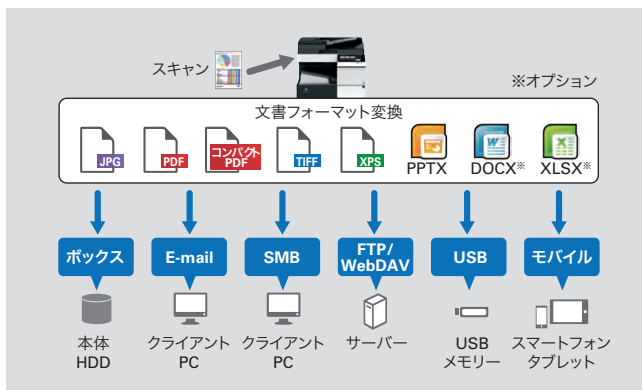 スキャン
※オプション
文書フォーマット変換
JPG
PDF
コンパクト
PDF
TIFF
XPS
PPTX
DOCX※
XLSX※
ボックス
E-mail
SMB
FTP/
WebDAV
USB
モバイル
本体
HDD
クライアント
PC
クライアント
PC
サーバー
USB
メモリー
スマートフォン
タブレット